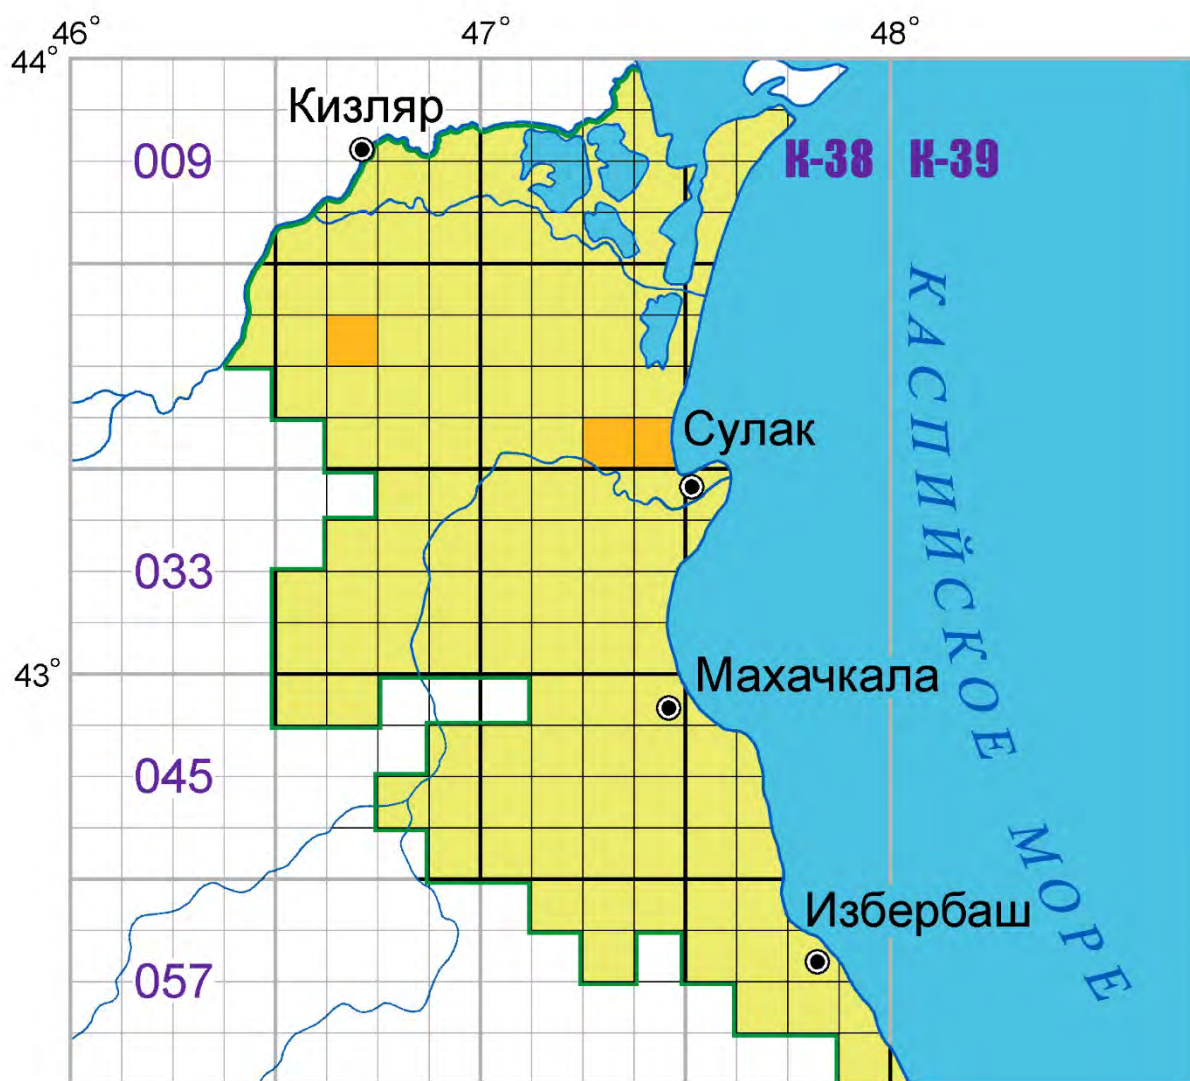 46° 47° 48°
44°
Кизляр
009
К-38 К-39
КАСПИЙСКОЕ МОРЕ
Сулак
033
43°
Махачкала
045
Избербаш
057